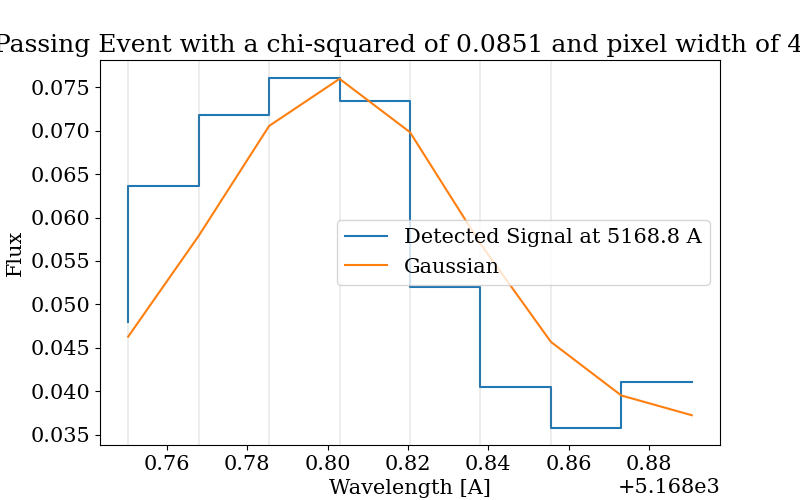 Passing Event with a chi-squared of 0.0851 and pixel width of 4
0.075
0.070
0.065
0.060
0.055
0.050
0.045
0.040
0.035
Flux
Detected Signal at 5168.8 A
Gaussian
0.76 0.78 0.80 0.82 0.84 0.86 0.88
Wavelength [A]
+5.168e3